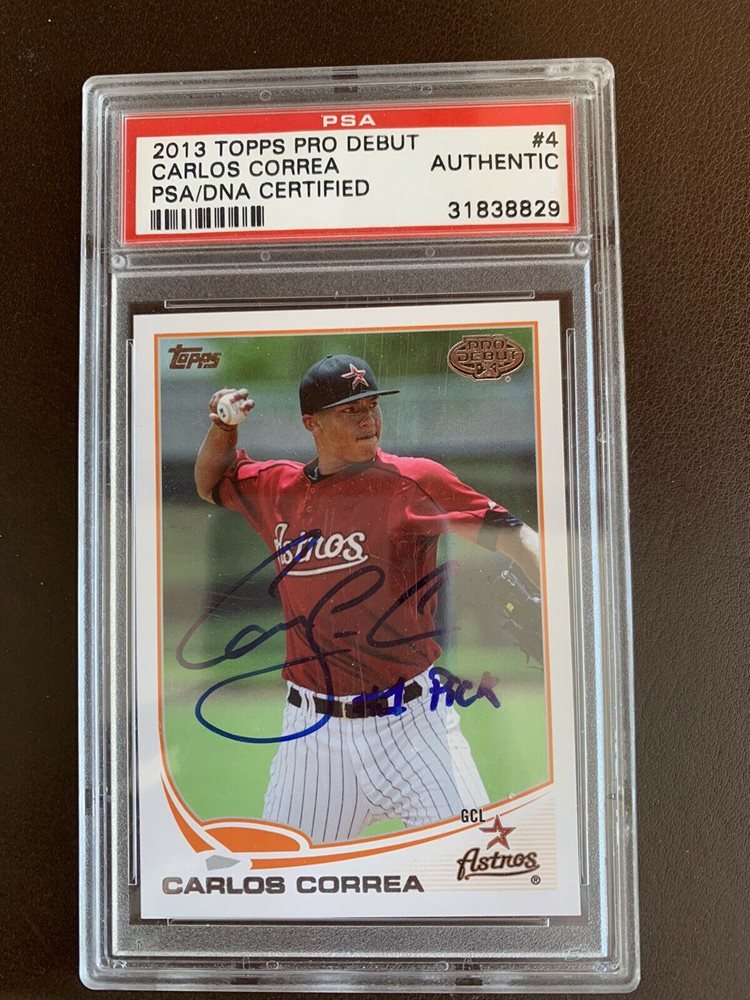 PSA
2013 TOPPS PRO DEBUT #4
CARLOS CORREA AUTHENTIC
PSA/DNA CERTIFIED
31838829
Topps
PRO DEBUT
Astros
#1 Pick
GCL
Astros ®
CARLOS CORREA